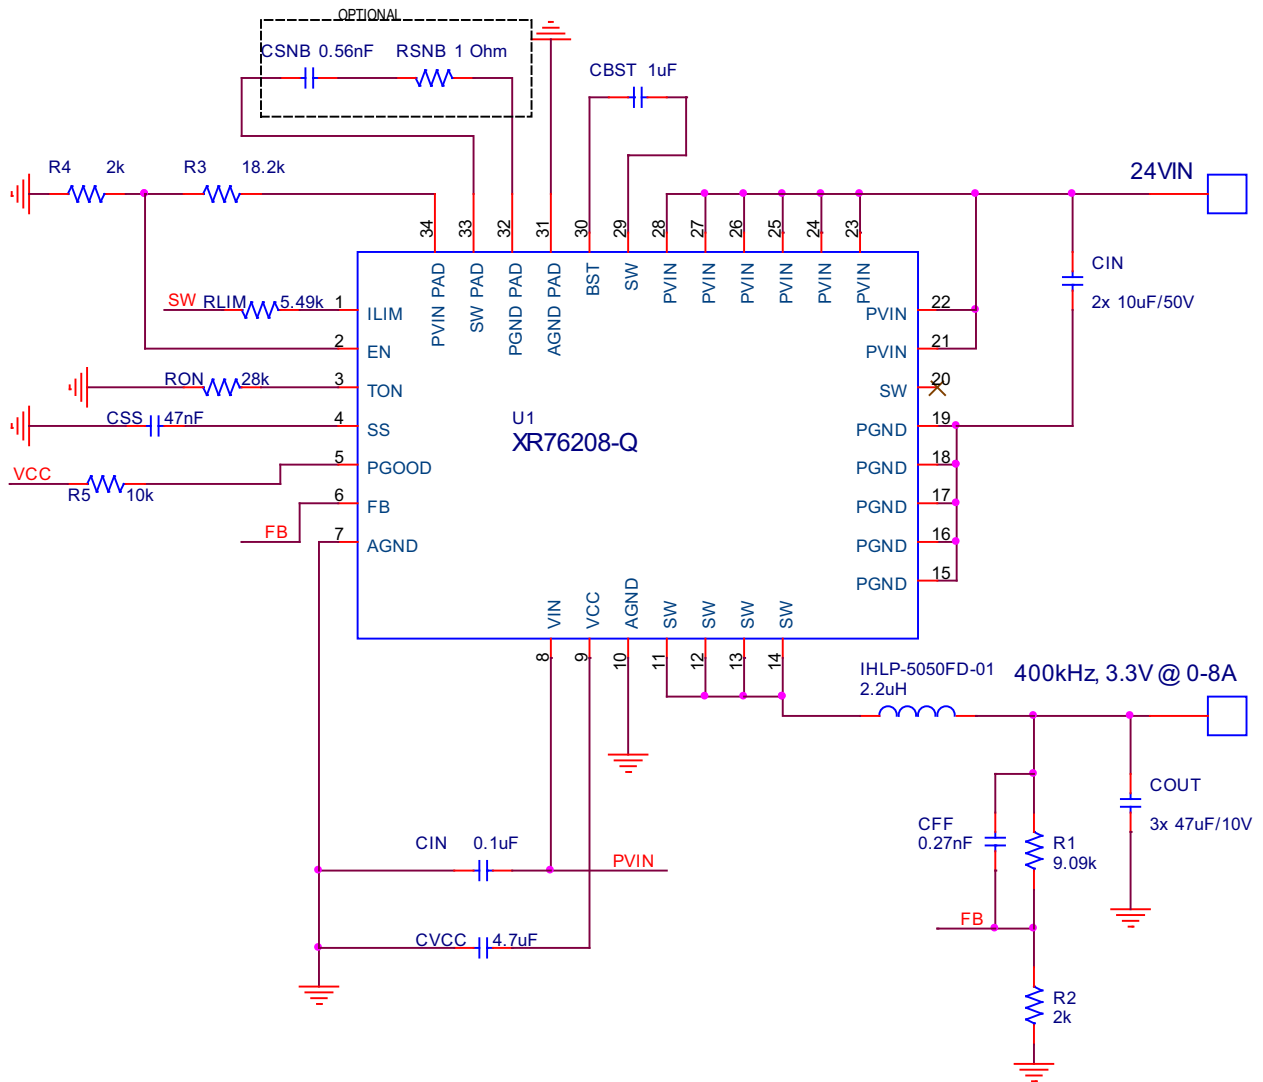 OPTIONAL
CSNB 0.56nF
RSNB 1 Ohm
CBST 1uF
R4 2k
R3 18.2k
24VIN
34
33
32
31
30
29
28
27
26
25
24
23
PVIN PAD
SW PAD
PGND PAD
AGND PAD
BST
SW
PVIN
PVIN
PVIN
PVIN
PVIN
PVIN
CIN
2x 10uF/50V
SW
RLIM 5.49k
1
ILIM
2
EN
RON 28k
3
TON
CSS 47nF
4
SS
VCC
R5 10k
5
PGOOD
6
FB
FB
7
AGND
U1
XR76208-Q
PVIN
22
PVIN
21
SW
20
PGND
19
PGND
18
PGND
17
PGND
16
PGND
15
VIN
VCC
AGND
SW
SW
SW
SW
8
9
10
11
12
13
14
IHLP-5050FD-01
2.2uH
400kHz, 3.3V @ 0-8A
COUT
3x 47uF/10V
CFF
0.27nF
R1
9.09k
CIN 0.1uF
PVIN
FB
CVCC 4.7uF
R2
2k